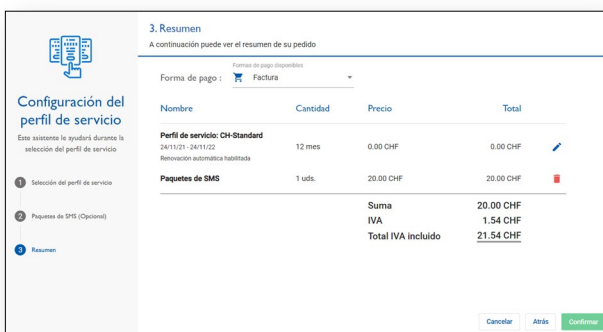 Configuración del
perfil de servicio
Este asistente le ayudará durante la
selección del perfil de servicio
1 Selección del perfil de servicio
2 Paquetes de SMS (Opcional)
3 Resumen
3. Resumen
A continuación puede ver el resumen de su pedido
Formas de pago disponibles
Forma de pago : Factura
Nombre Cantidad Precio Total
Perfil de servicio: CH-Standard
24/11/21 - 24/11/22 12 mes 0.00 CHF 0.00 CHF
Renovación automática habilitada
Paquetes de SMS 1 uds. 20.00 CHF 20.00 CHF
Suma 20.00 CHF
IVA 1.54 CHF
Total IVA incluido 21.54 CHF
Cancelar Atrás Confirmar